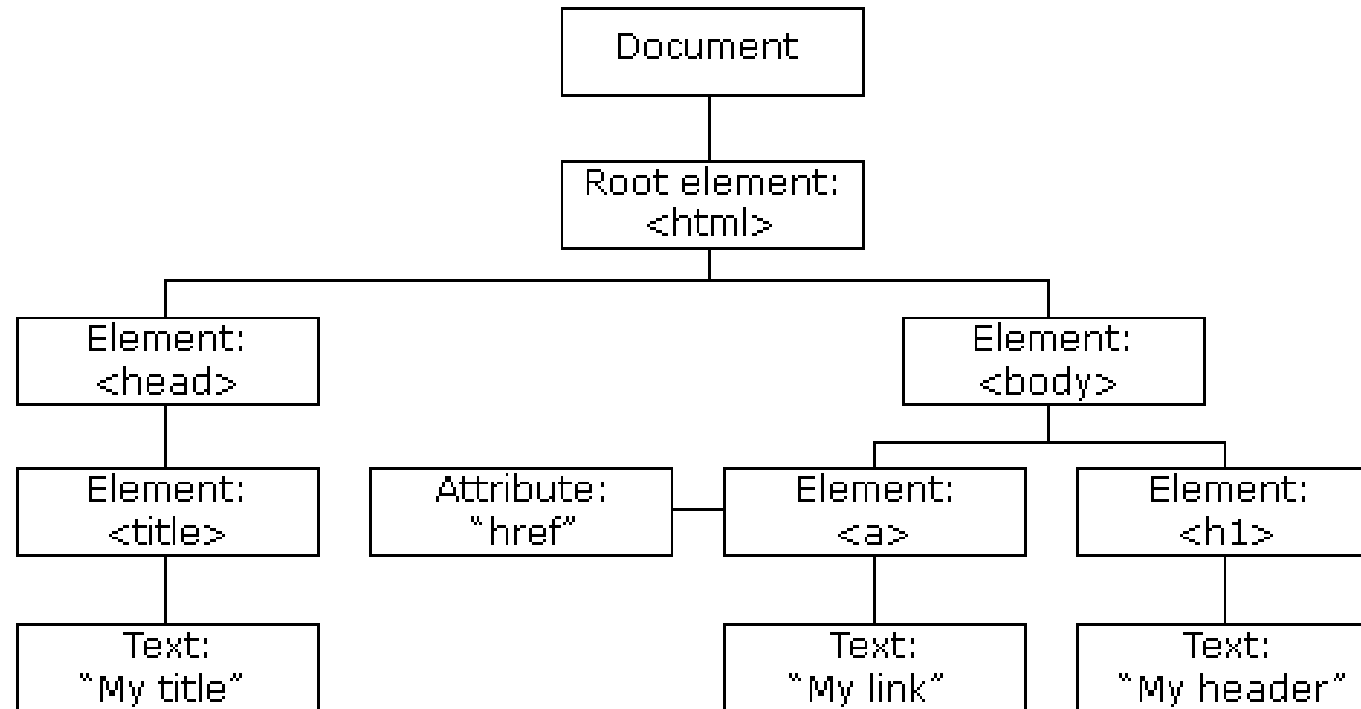 Document
Root element:
<html>
Element:
<head>
Element:
<body>
Element:
<title>
Attribute:
“href”
Element:
<a>
Element:
<h1>
Text:
“My title”
Text:
“My link”
Text:
“My header”